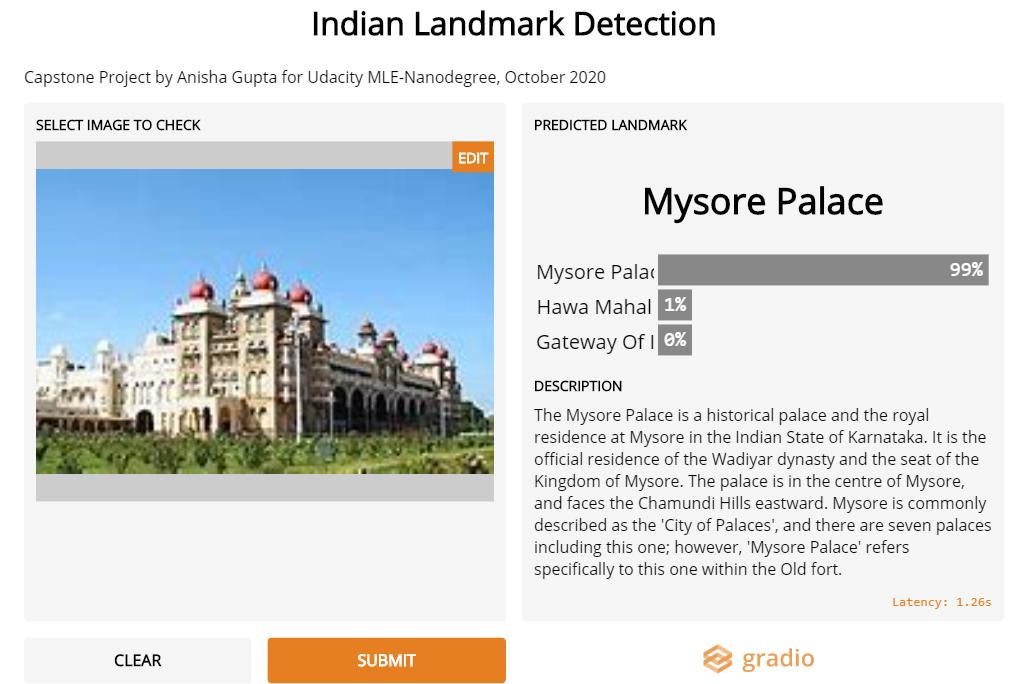 Indian Landmark Detection
Capstone Project by Anisha Gupta for Udacity MLE-Nanodegree, October 2020
SELECT IMAGE TO CHECK
EDIT
CLEAR
SUBMIT
PREDICTED LANDMARK
Mysore Palace
Mysore Palac 99%
Hawa Mahal 1%
Gateway Of I 0%
DESCRIPTION
The Mysore Palace is a historical palace and the royal
residence at Mysore in the Indian State of Karnataka. It is the
official residence of the Wadiyar dynasty and the seat of the
Kingdom of Mysore. The palace is in the centre of Mysore,
and faces the Chamundi Hills eastward. Mysore is commonly
described as the 'City of Palaces', and there are seven palaces
including this one; however, 'Mysore Palace' refers
specifically to this one within the Old fort.
Latency: 1.26s
gradio